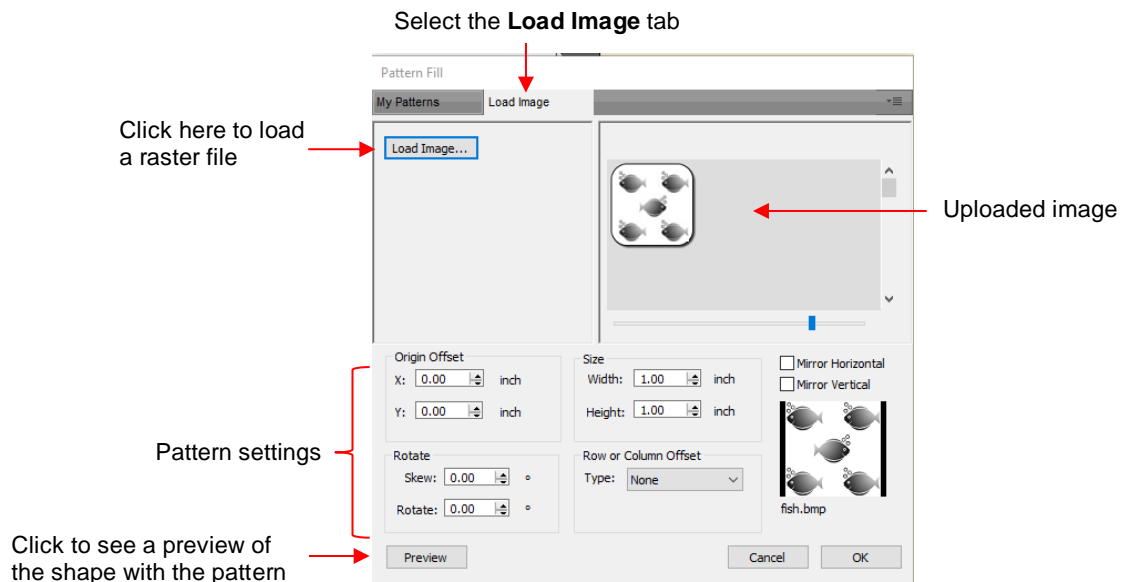 Select the Load Image tab
Pattern Fill
My Patterns Load Image
Click here to load
a raster file
Load Image...
Uploaded image
Origin Offset
X: 0.00 inch
Y: 0.00 inch
Size
Width: 1.00 inch
Height: 1.00 inch
Mirror Horizontal
Mirror Vertical
Pattern settings
Rotate
Skew: 0.00 °
Rotate: 0.00 °
Row or Column Offset
Type: None
fish.bmp
Click to see a preview of
the shape with the pattern
Preview
Cancel OK